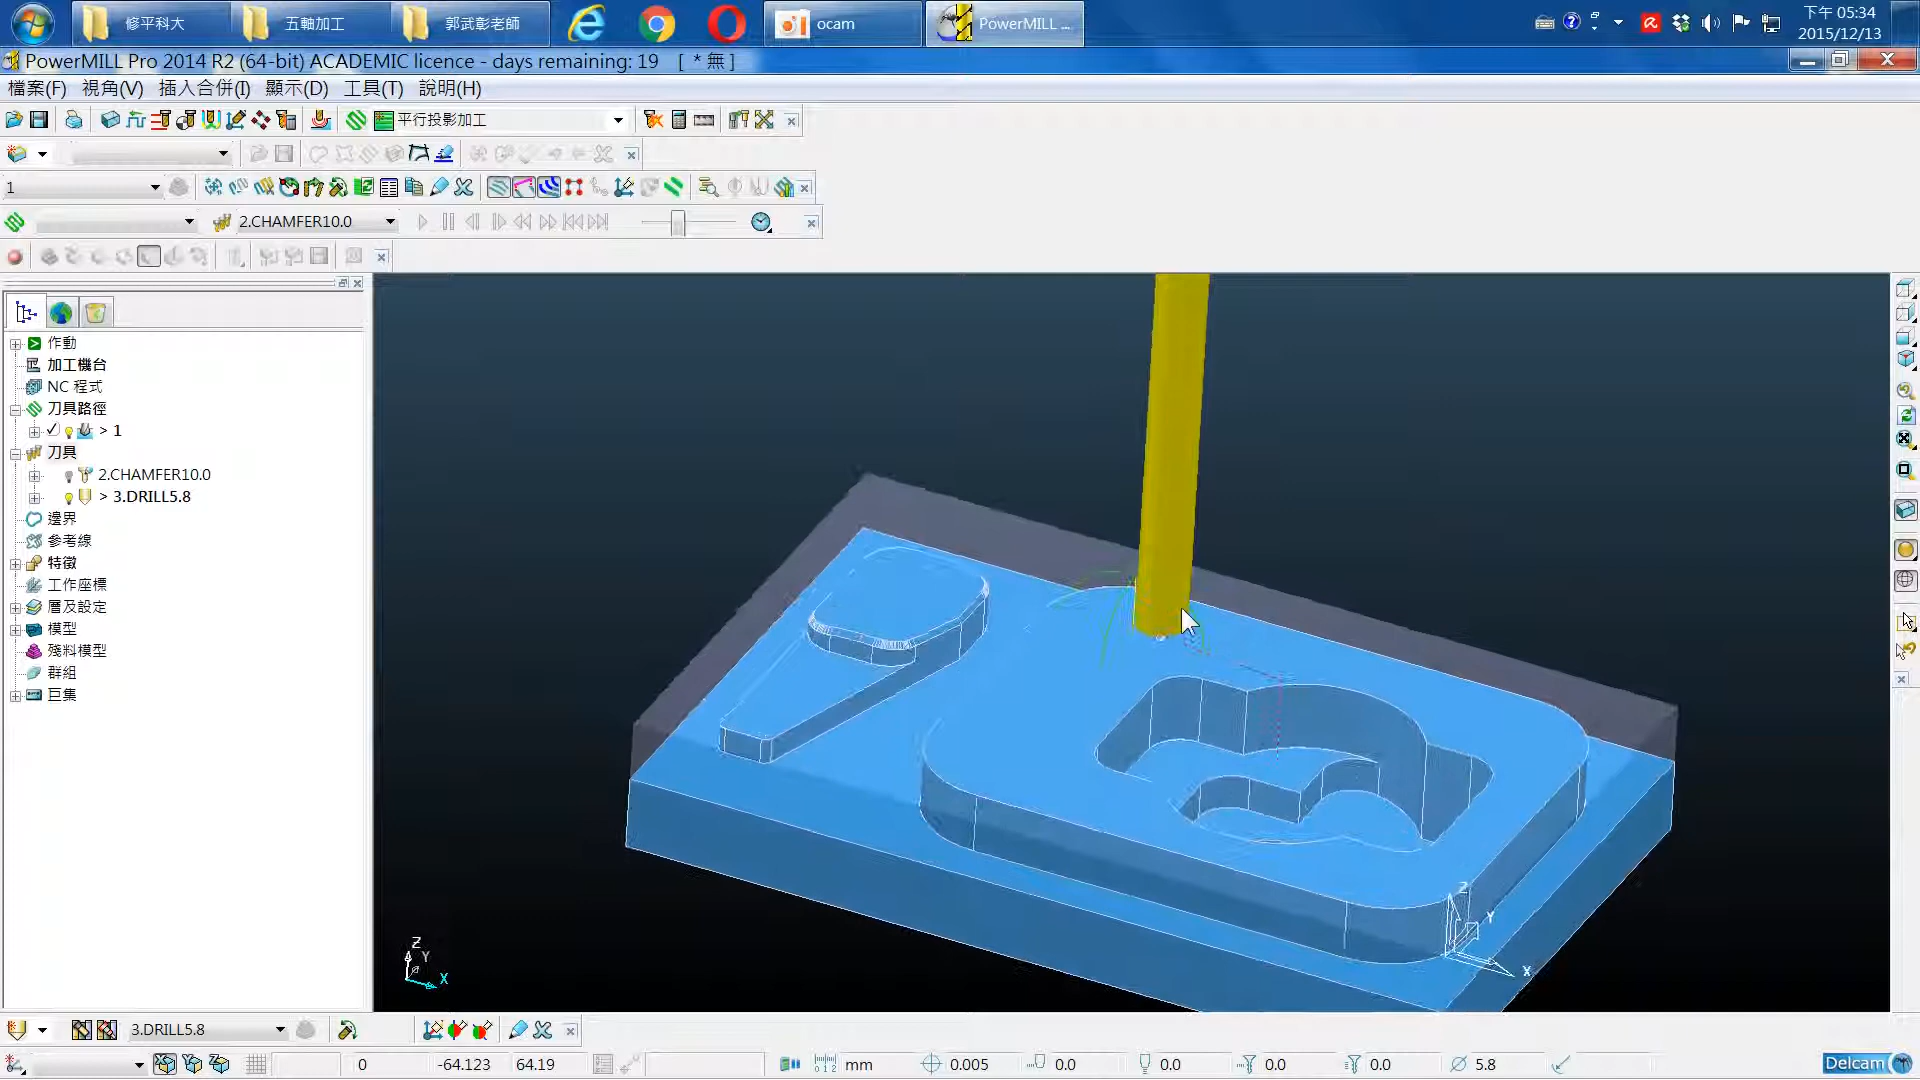 修平科大 五軸加工 郭武彰老師 ocam PowerMILL ... 下午 05:34
2015/12/13
PowerMILL Pro 2014 R2 (64-bit) ACADEMIC licence - days remaining: 19 [ * 無 ]
檔案(F) 視角(V) 插入合併(I) 顯示(D) 工具(T) 說明(H)
平行投影加工
1
2.CHAMFER10.0
作動
加工機台
NC 程式
刀具路徑
> 1
刀具
2.CHAMFER10.0
> 3.DRILL5.8
邊界
參考線
特徵
工作座標
層及設定
模型
殘料模型
群組
巨集
Z
Y
X
Z
Y
X
3.DRILL5.8
0 -64.123 64.19 mm 0.005 0.0 0.0 0.0 0.0 5.8 Delcam